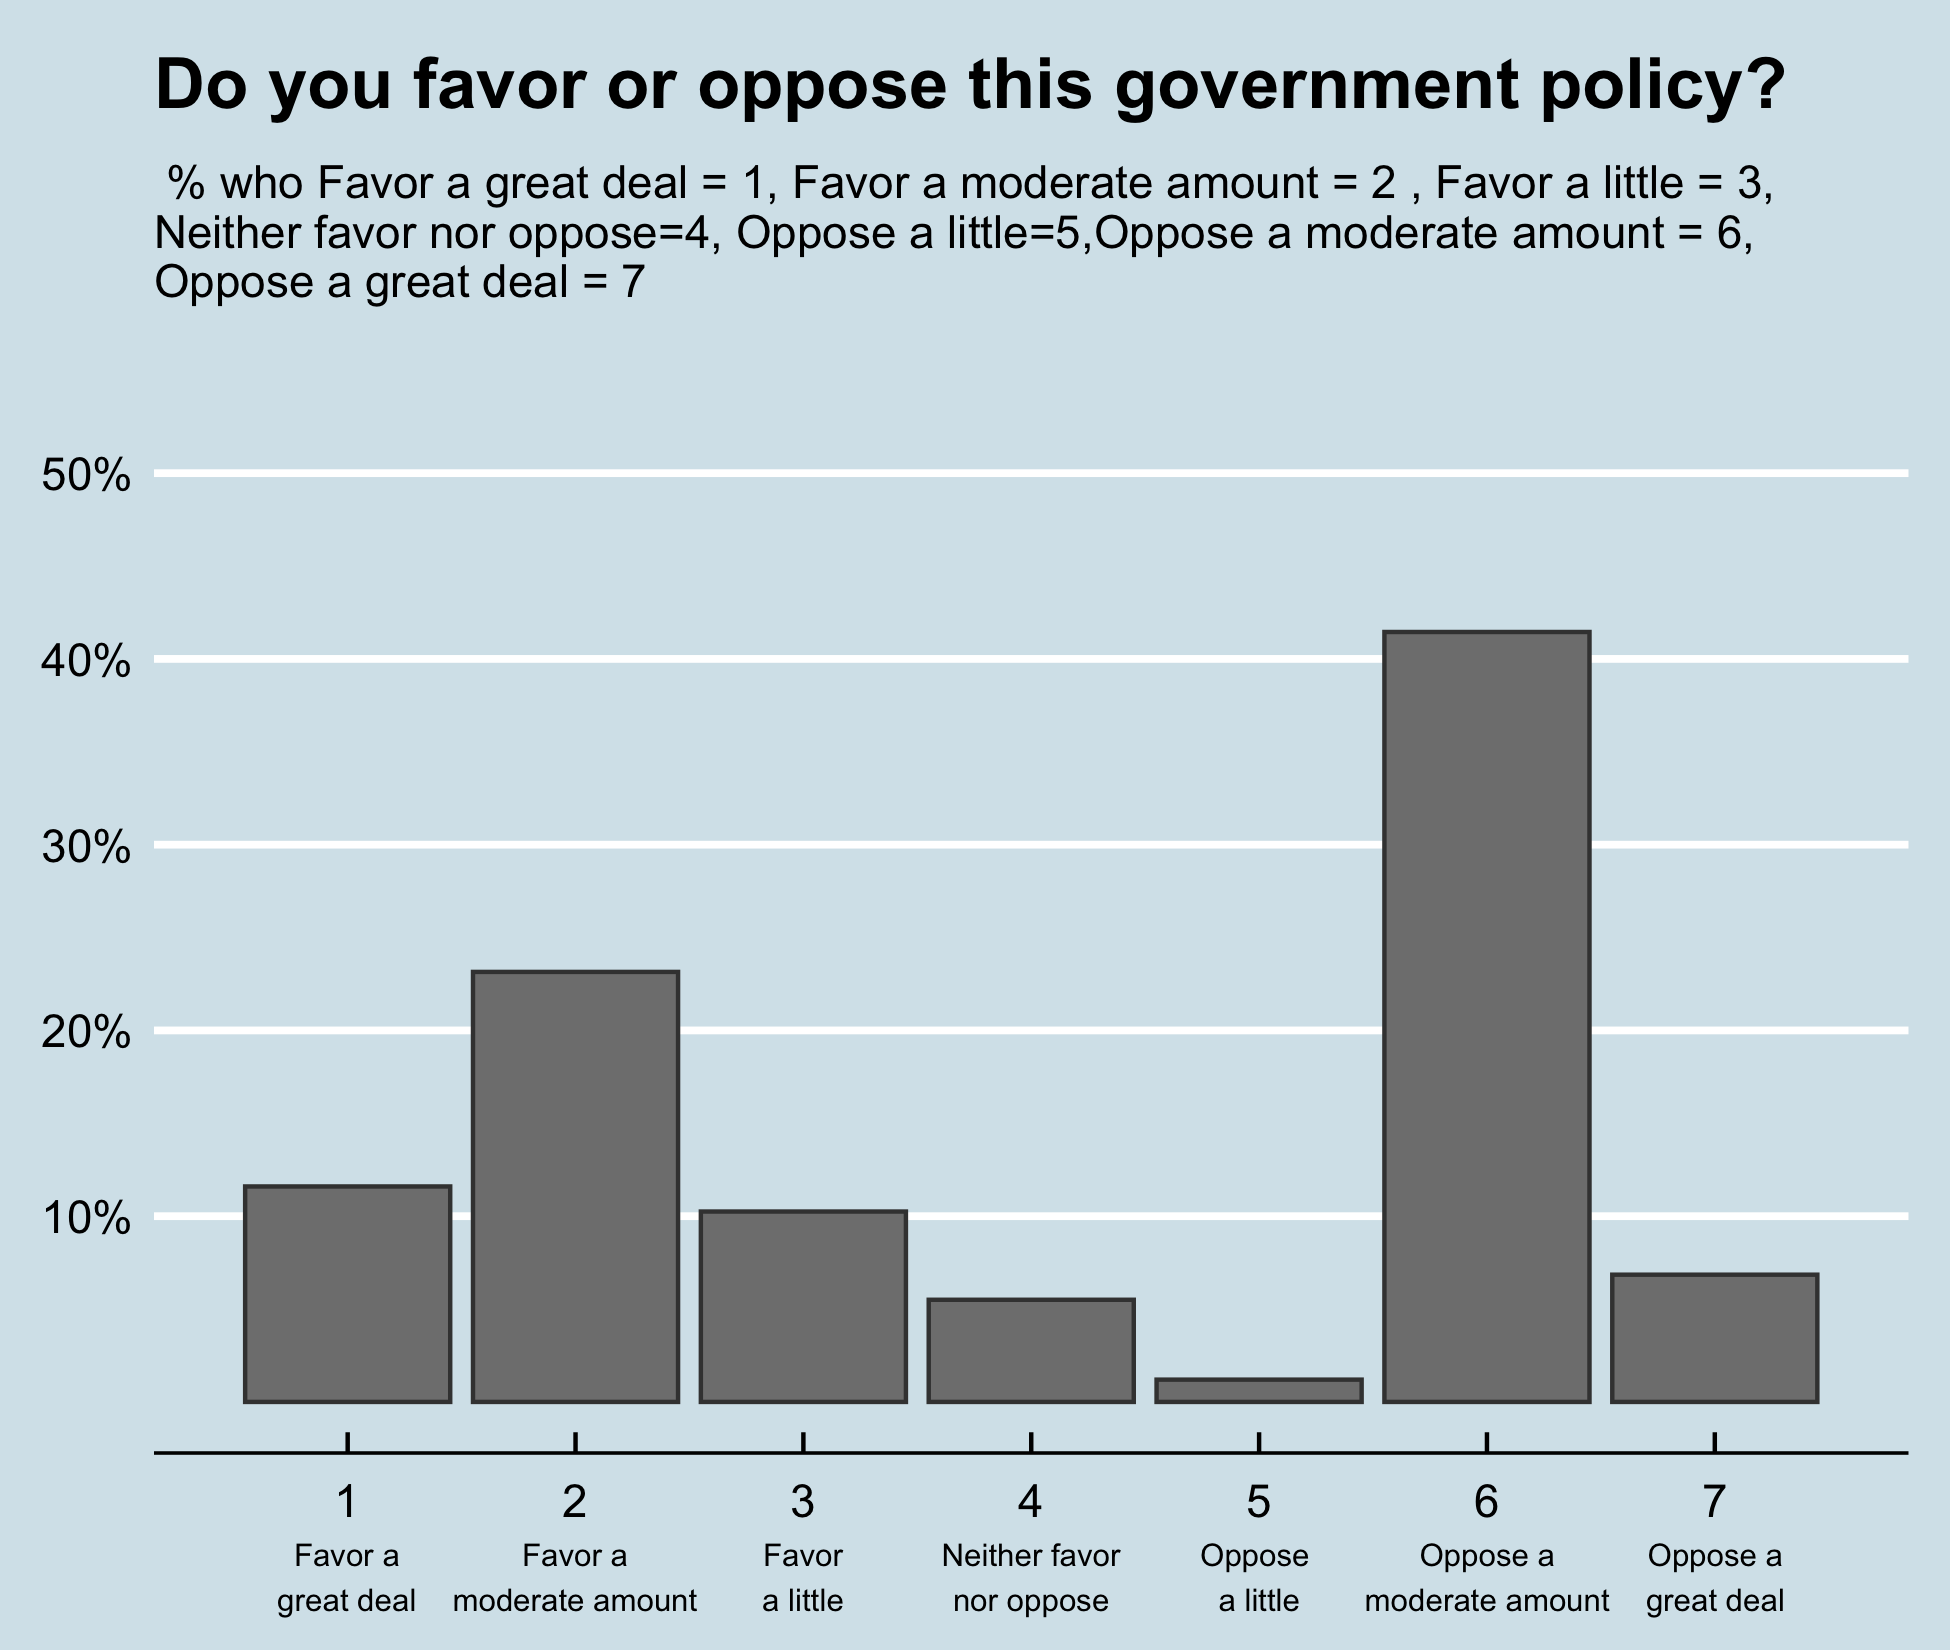 Do you favor or oppose this government policy?
% who Favor a great deal = 1, Favor a moderate amount = 2 , Favor a little = 3,
Neither favor nor oppose=4, Oppose a little=5,Oppose a moderate amount = 6,
Oppose a great deal = 7
50%
40%
30%
20%
10%
1 2 3 4 5 6 7
Favor a Favor a Favor Neither favor Oppose Oppose a Oppose a
great deal moderate amount a little nor oppose a little moderate amount great deal